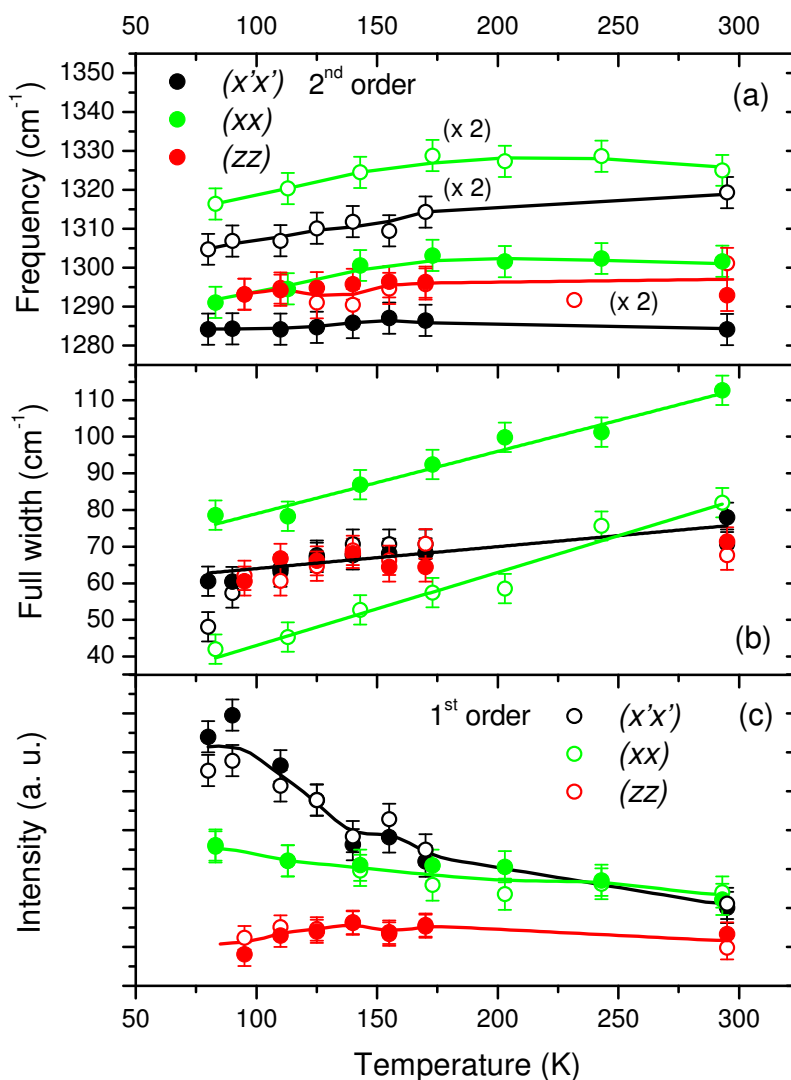 50 100 150 200 250 300
1350
1340
1330
1320
1310
1300
1290
1280
Frequency (cm⁻¹)
(x'x') 2nd order
(xx)
(zz)
(a)
(x 2)
(x 2)
(x 2)
110
100
90
80
70
60
50
40
Full width (cm⁻¹)
(b)
Intensity (a. u.)
1st order
(x'x')
(xx)
(zz)
(c)
50 100 150 200 250 300
Temperature (K)